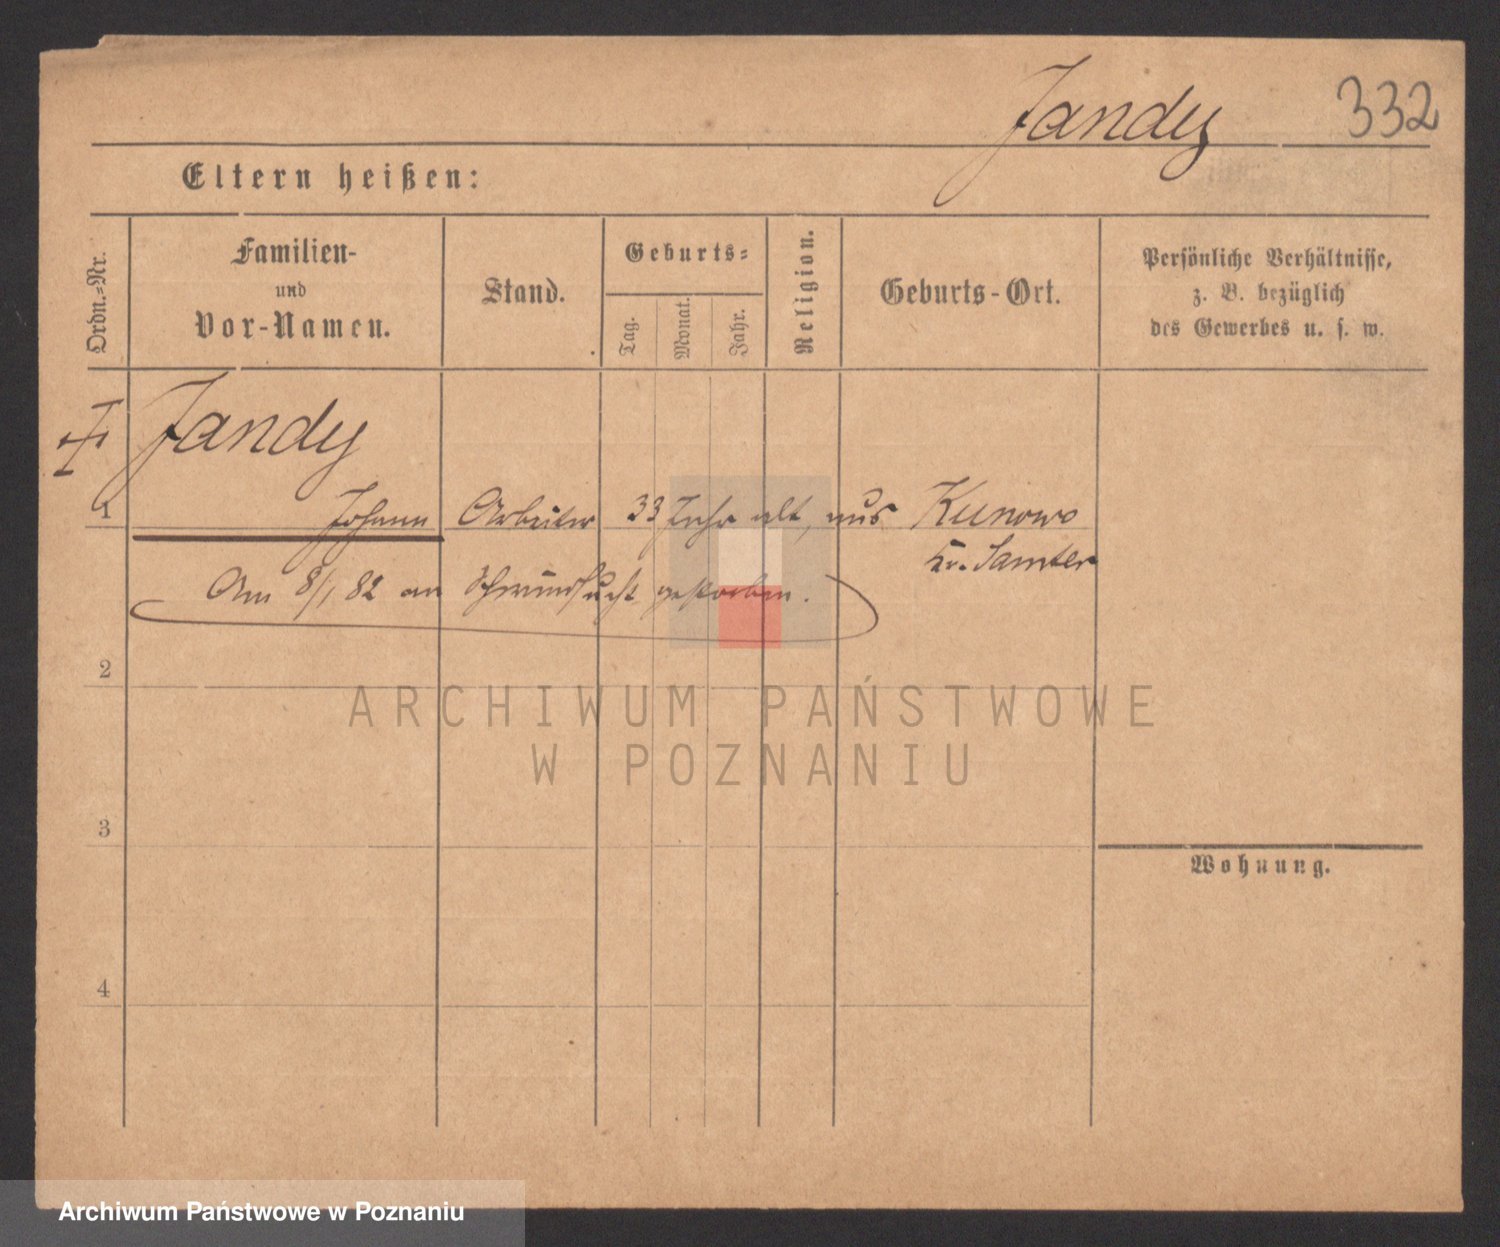 Jandy 332
Eltern heißen:
Ordn.-Nr.
Familien-
und
Vor-Namen.
Stand.
Geburts-
Tag.
Monat.
Jahr.
Religion.
Geburts-Ort.
Persönliche Verhältnisse,
z. B. bezüglich
des Gewerbes u. s. w.
Jandy
1 Johann Arbeiter 33 Jahr alt, aus Kunowo
Kr. Samter
Am 8/1 82 an Schwindsucht gestorben.
2
ARCHIWUM PAŃSTWOWE
W POZNANIU
3
Wohnung.
4
Archiwum Państwowe w Poznaniu